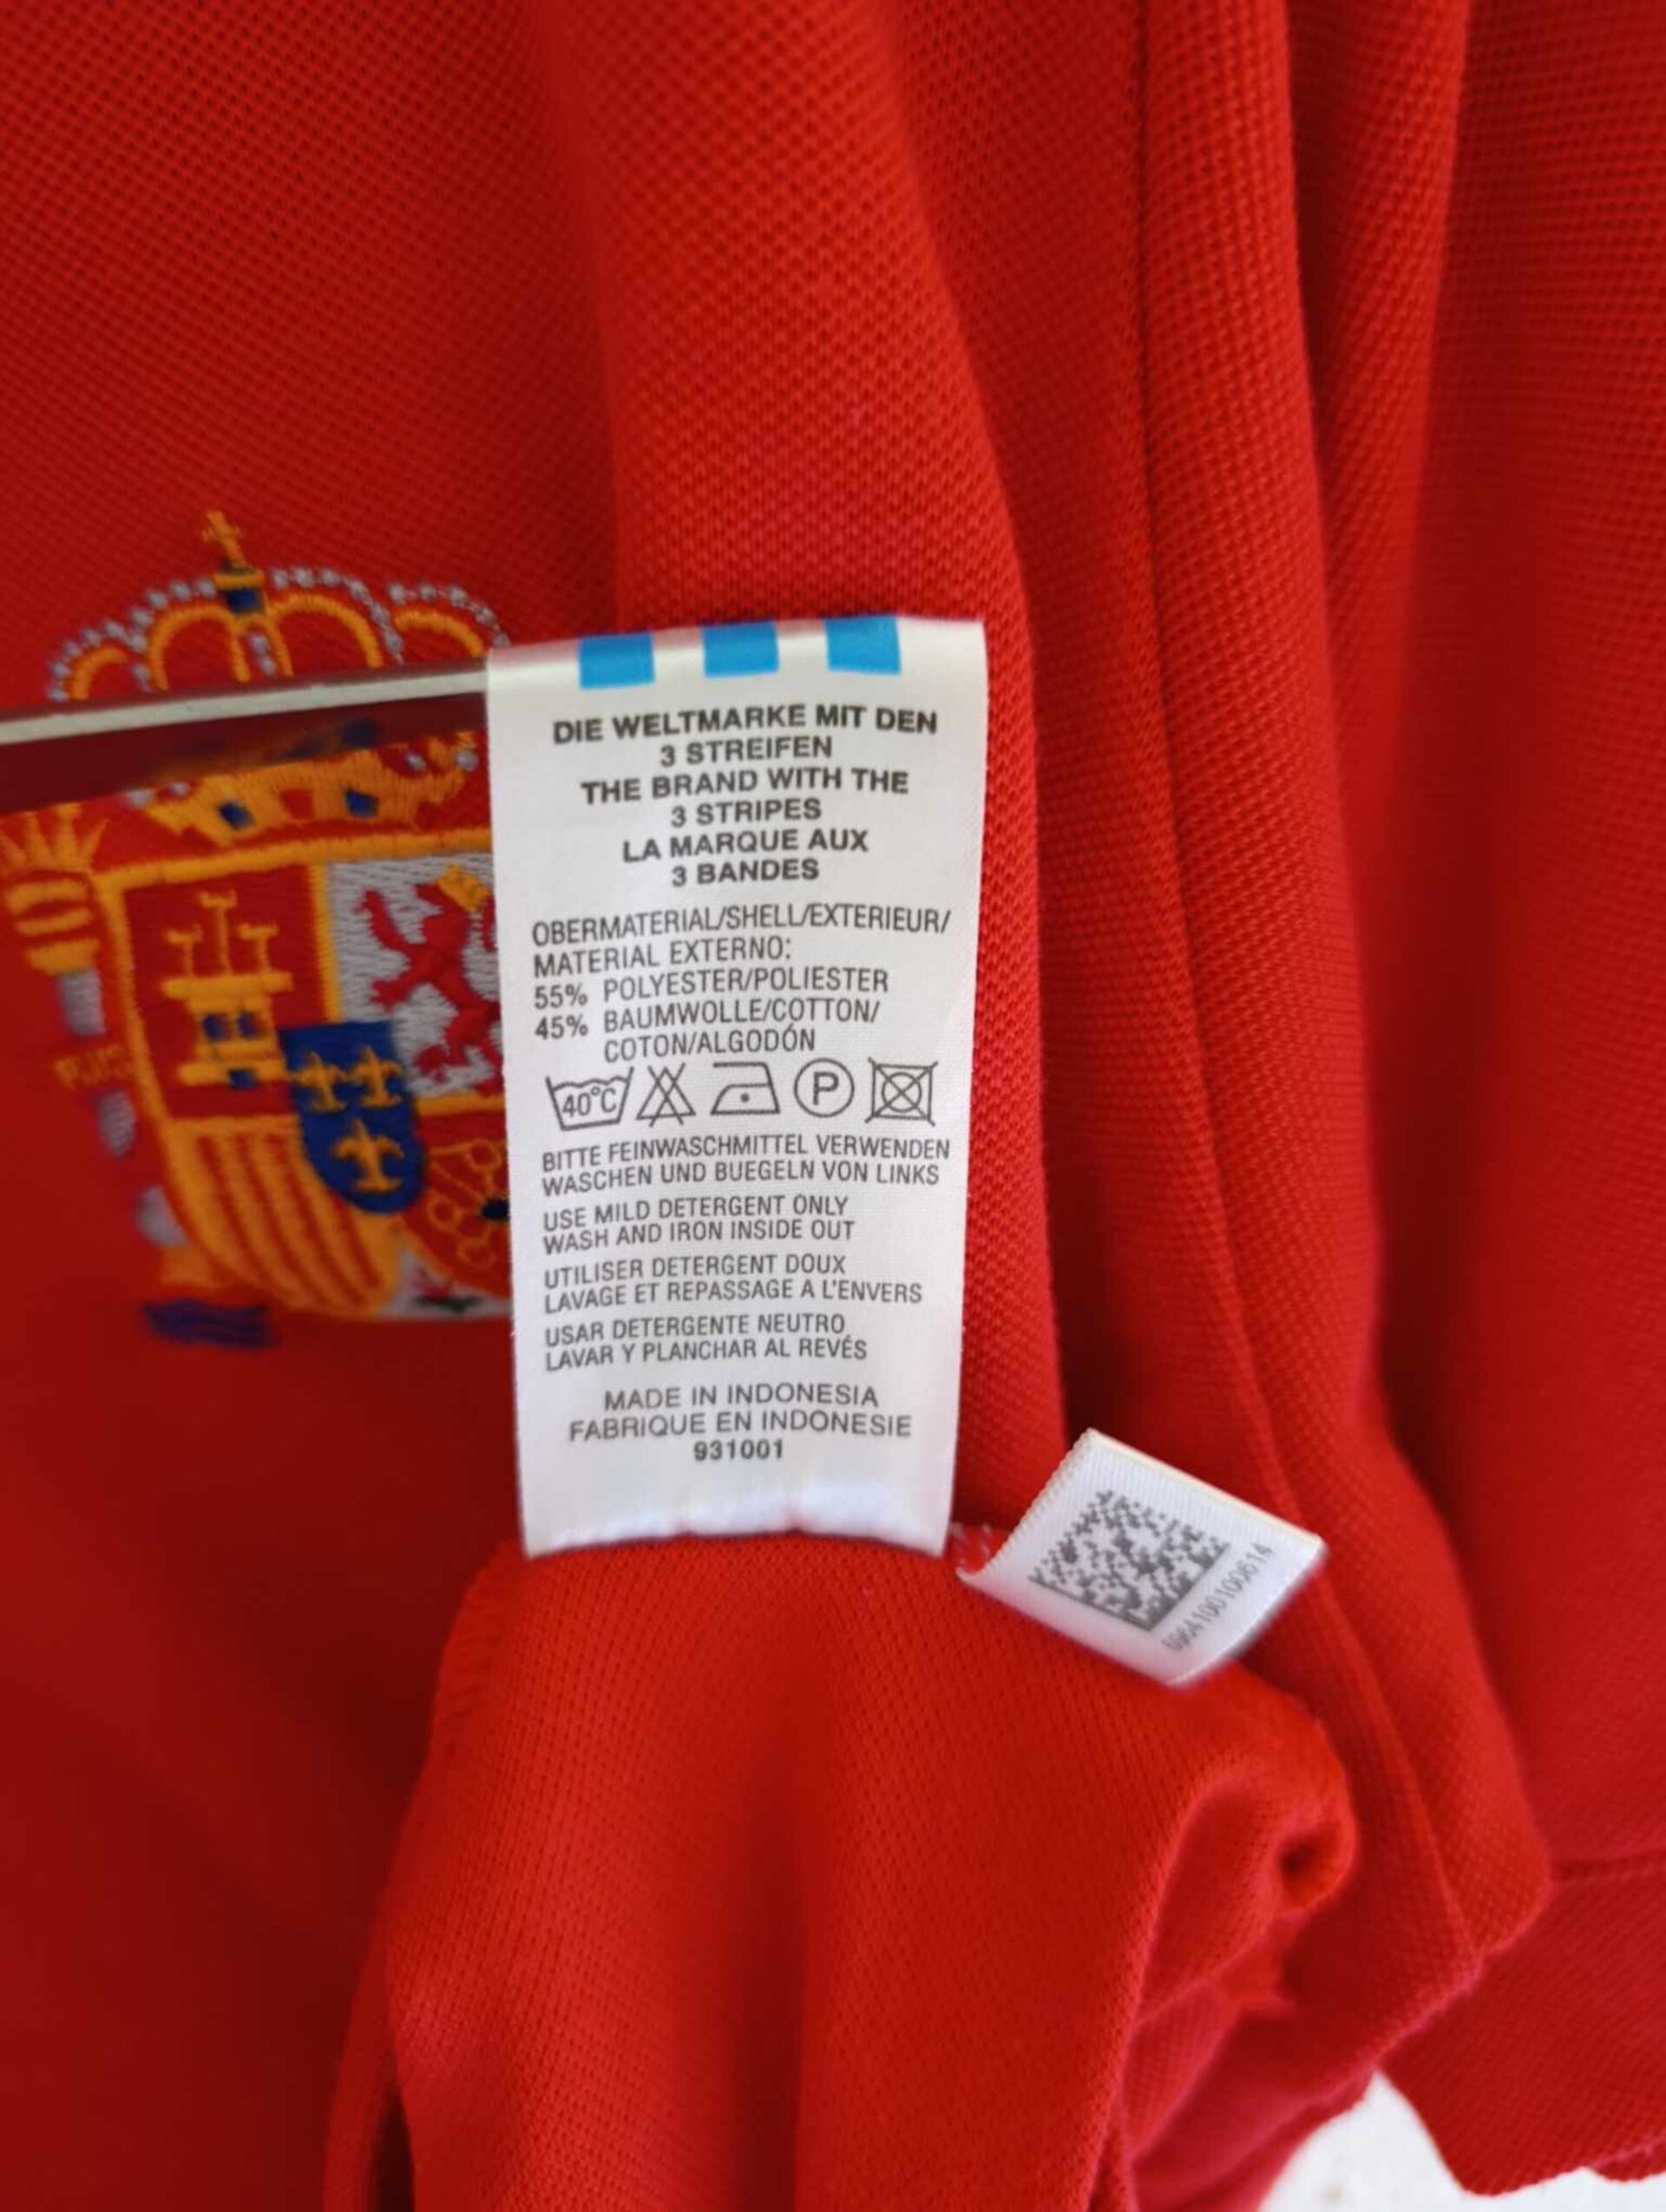 DIE WELTMARKE MIT DEN
3 STREIFEN
THE BRAND WITH THE
3 STRIPES
LA MARQUE AUX
3 BANDES
OBERMATERIAL/SHELL/EXTERIEUR/
MATERIAL EXTERNO:
55% POLYESTER/POLIESTER
45% BAUMWOLLE/COTTON/
COTON/ALGODÓN
40°C P
BITTE FEINWASCHMITTEL VERWENDEN
WASCHEN UND BUEGELN VON LINKS
USE MILD DETERGENT ONLY
WASH AND IRON INSIDE OUT
UTILISER DETERGENT DOUX
LAVAGE ET REPASSAGE A L'ENVERS
USAR DETERGENTE NEUTRO
LAVAR Y PLANCHAR AL REVÉS
MADE IN INDONESIA
FABRIQUE EN INDONESIE
931001